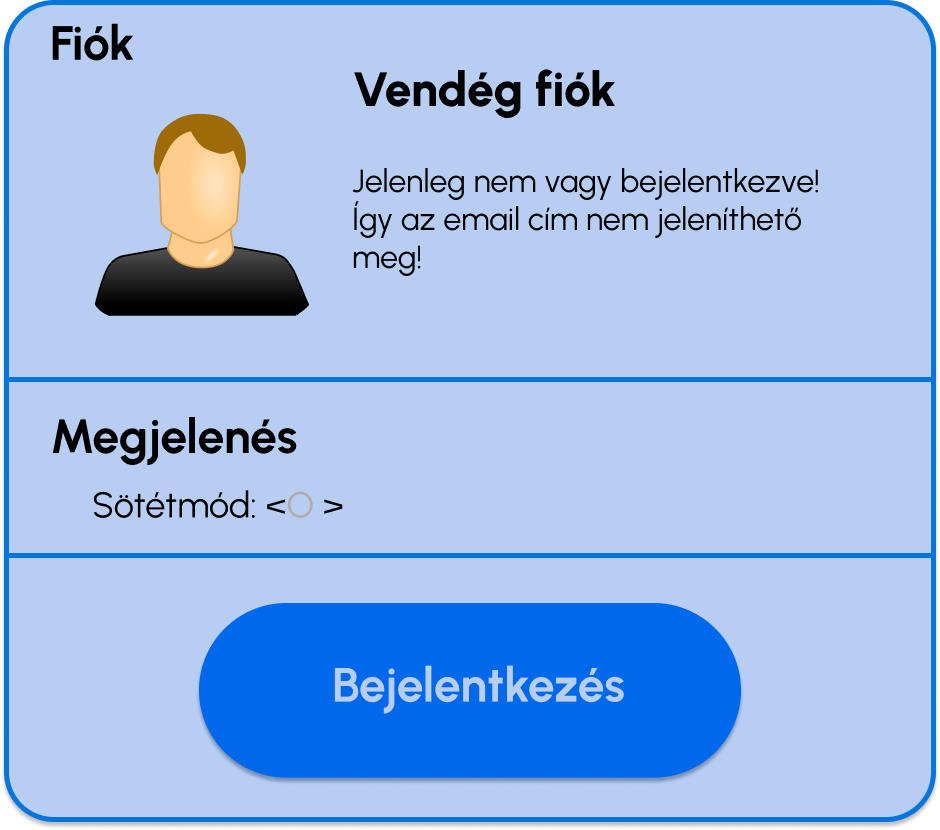 Fiók
Vendég fiók
Jelenleg nem vagy bejelentkezve!
Így az email cím nem jeleníthető
meg!
Megjelenés
Sötétmód: <○ >
Bejelentkezés